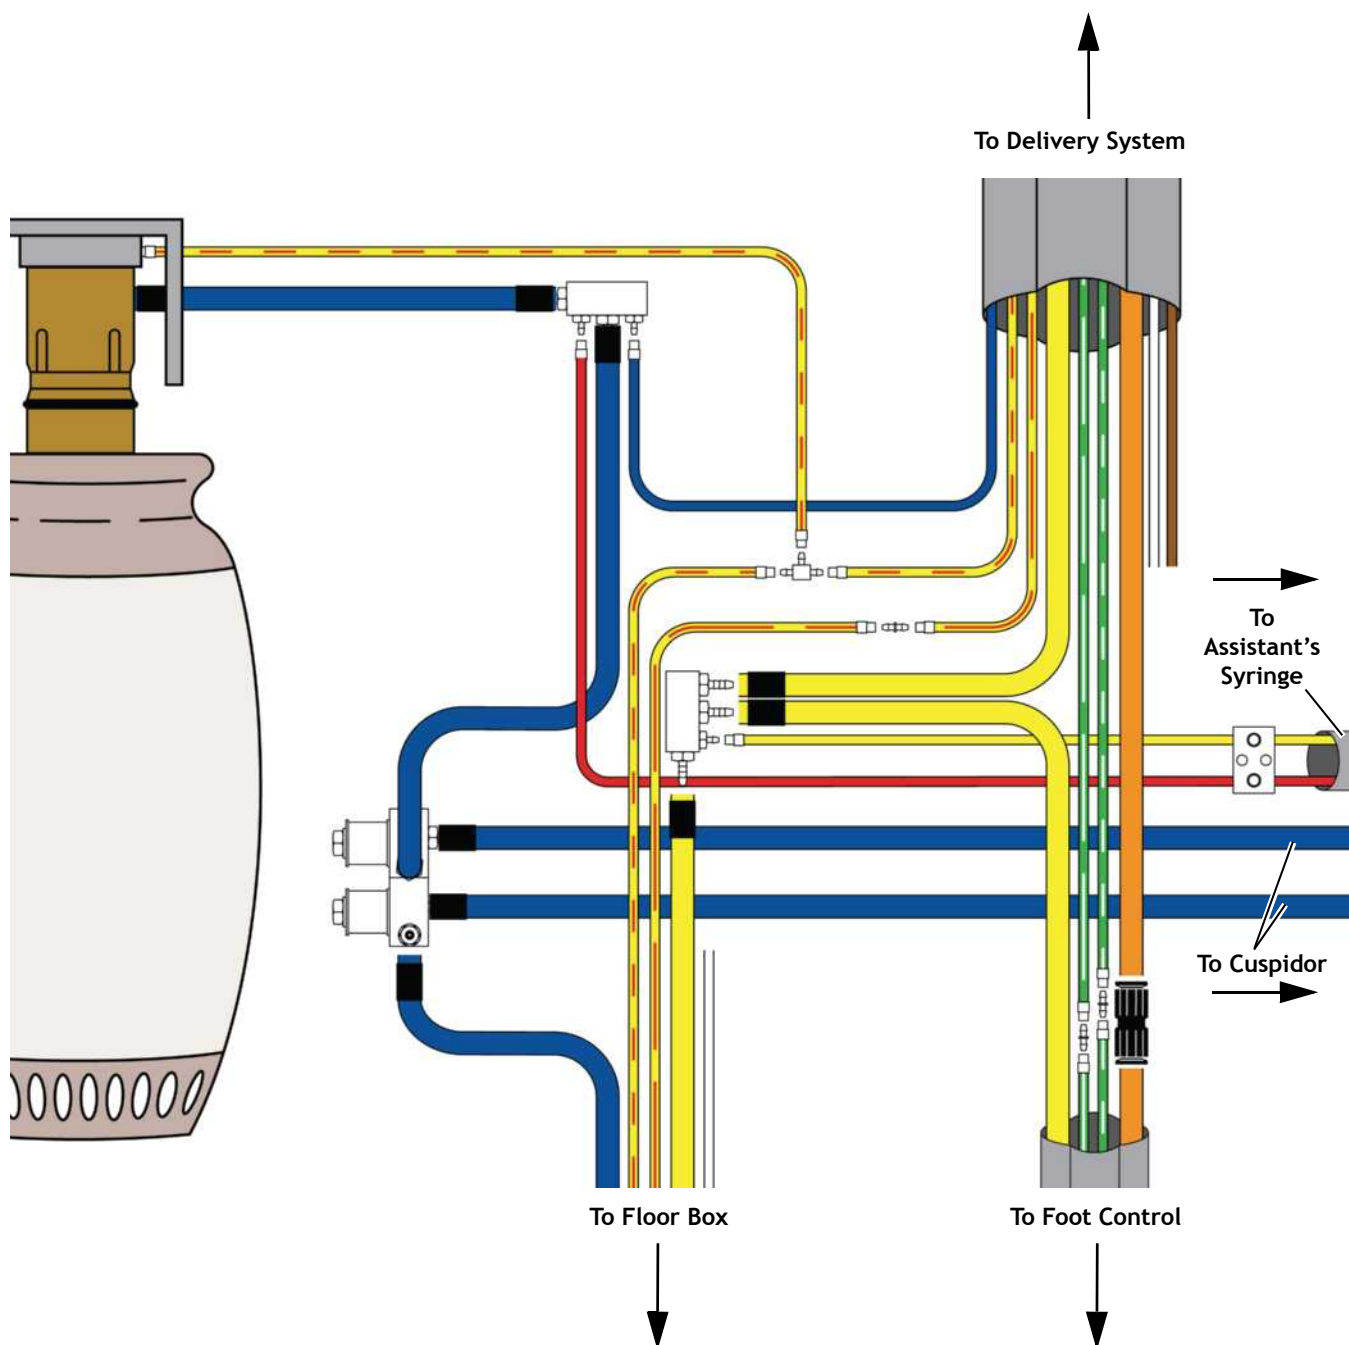 To Delivery System
To
Assistant’s
Syringe
To Cuspidor
To Floor Box
To Foot Control